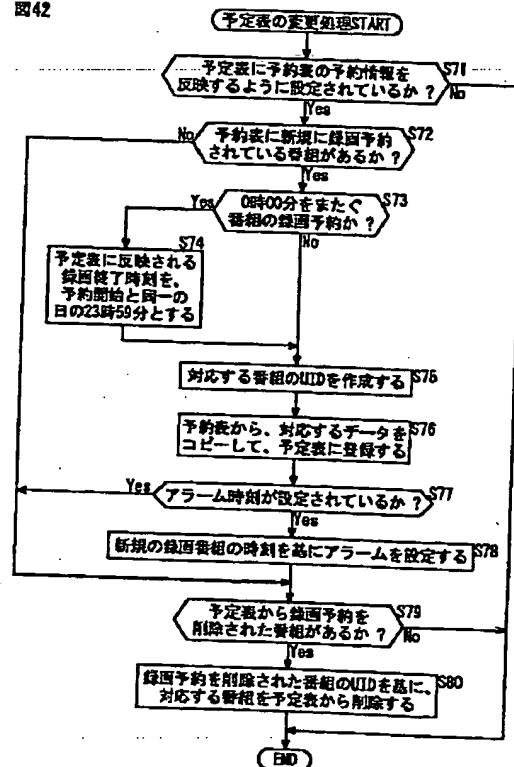 図42
予定表の変更処理START
予定表に予約表の予約情報を
反映するように設定されているか？
S71
No
Yes
予約表に新規に録画予約
されている番組があるか？
S72
No
Yes
0時00分をまたぐ
番組の録画予約か？
S73
Yes
No
S74
予定表に反映される
録画終了時刻を、
予約開始と同一の
日の23時59分とする
対応する番組のUIDを作成する
S75
予約表から、対応するデータを
コピーして、予定表に登録する
S76
アラーム時刻が設定されているか？
S77
Yes
Yes
新規の録画番組の時刻を基にアラームを設定する
S78
予定表から録画予約を
削除された番組があるか？
S79
No
Yes
録画予約を削除された番組のUIDを基に、
対応する番組を予定表から削除する
S80
END